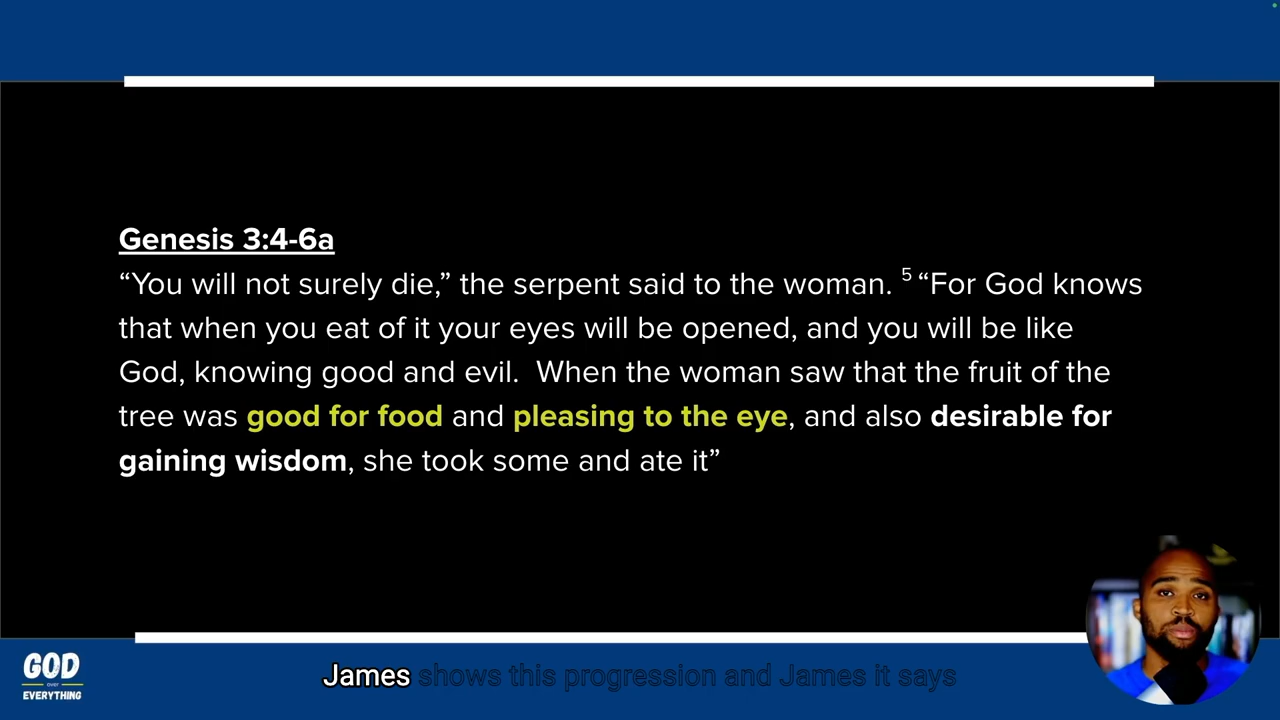 Genesis 3:4-6a
“You will not surely die,” the serpent said to the woman. ⁵ “For God knows
that when you eat of it your eyes will be opened, and you will be like
God, knowing good and evil.  When the woman saw that the fruit of the
tree was good for food and pleasing to the eye, and also desirable for
gaining wisdom, she took some and ate it”
GOD
over
EVERYTHING
James shows this progression and James it says